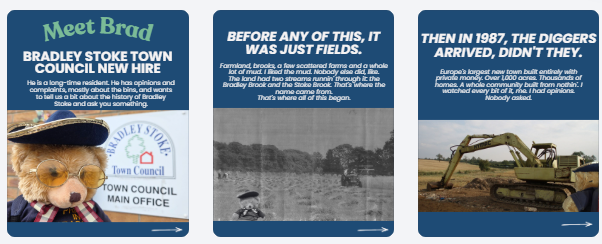 Meet Brad
BRADLEY STOKE TOWN
COUNCIL NEW HIRE
He is a long-time resident. He has opinions and
complaints, mostly about the bins, and wants
to tell us a bit about the history of Bradley
Stoke and ask you something.
BRADLEY STOKE
Town Council
TOWN COUNCIL
MAIN OFFICE
BEFORE ANY OF THIS, IT
WAS JUST FIELDS.
Farmland, brooks, a few scattered farms and a whole
lot of mud. I liked the mud. Nobody else did, like.
The land had two streams runnin' through it: the
Bradley Brook and the Stoke Brook. That's where the
name came from.
That's where all of this began.
THEN IN 1987, THE DIGGERS
ARRIVED, DIDN'T THEY.
Europe's largest new town built entirely with
private money. Over 1,000 acres. Thousands of
homes. A whole community built from nothin'. I
watched every bit of it, me. I had opinions.
Nobody asked.